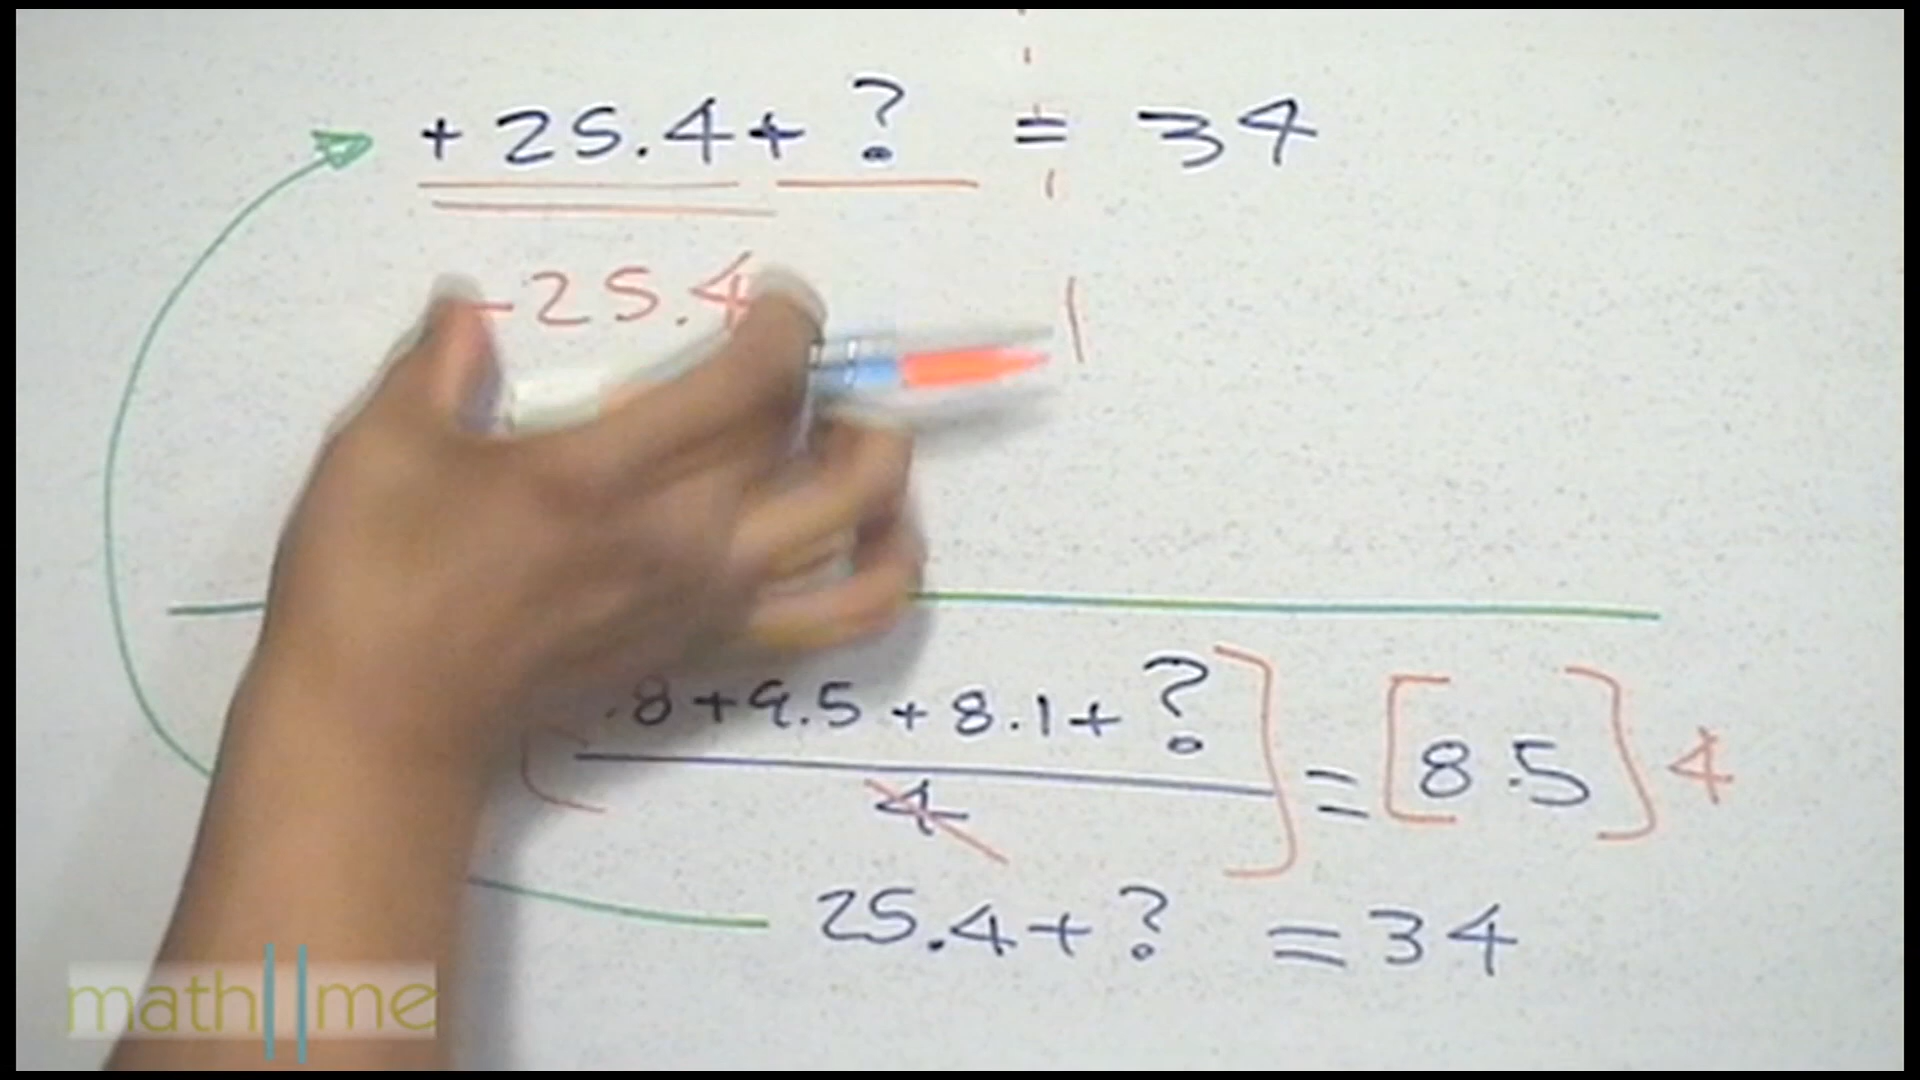 + 25.4 + ? = 34
-25.4
.8 + 9.5 + 8.1 + ?
4
= [8.5] 4
25.4 + ? = 34
math||me